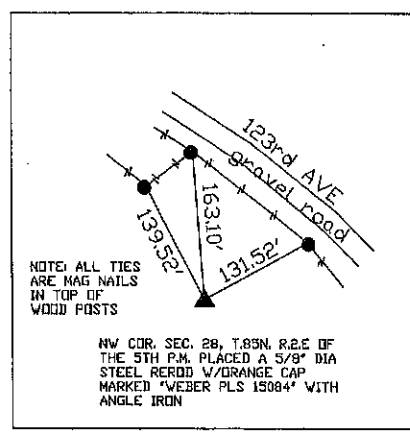 123rd AVE
gravel road
139.52'
163.10'
131.52'
NOTE: ALL TIES
ARE MAG NAILS
IN TOP OF
WOOD POSTS
NW COR. SEC. 28, T.85N, R.2.E OF
THE 5TH P.M. PLACED A 5/8" DIA
STEEL REROD W/ORANGE CAP
MARKED "WEBER PLS 15084" WITH
ANGLE IRON